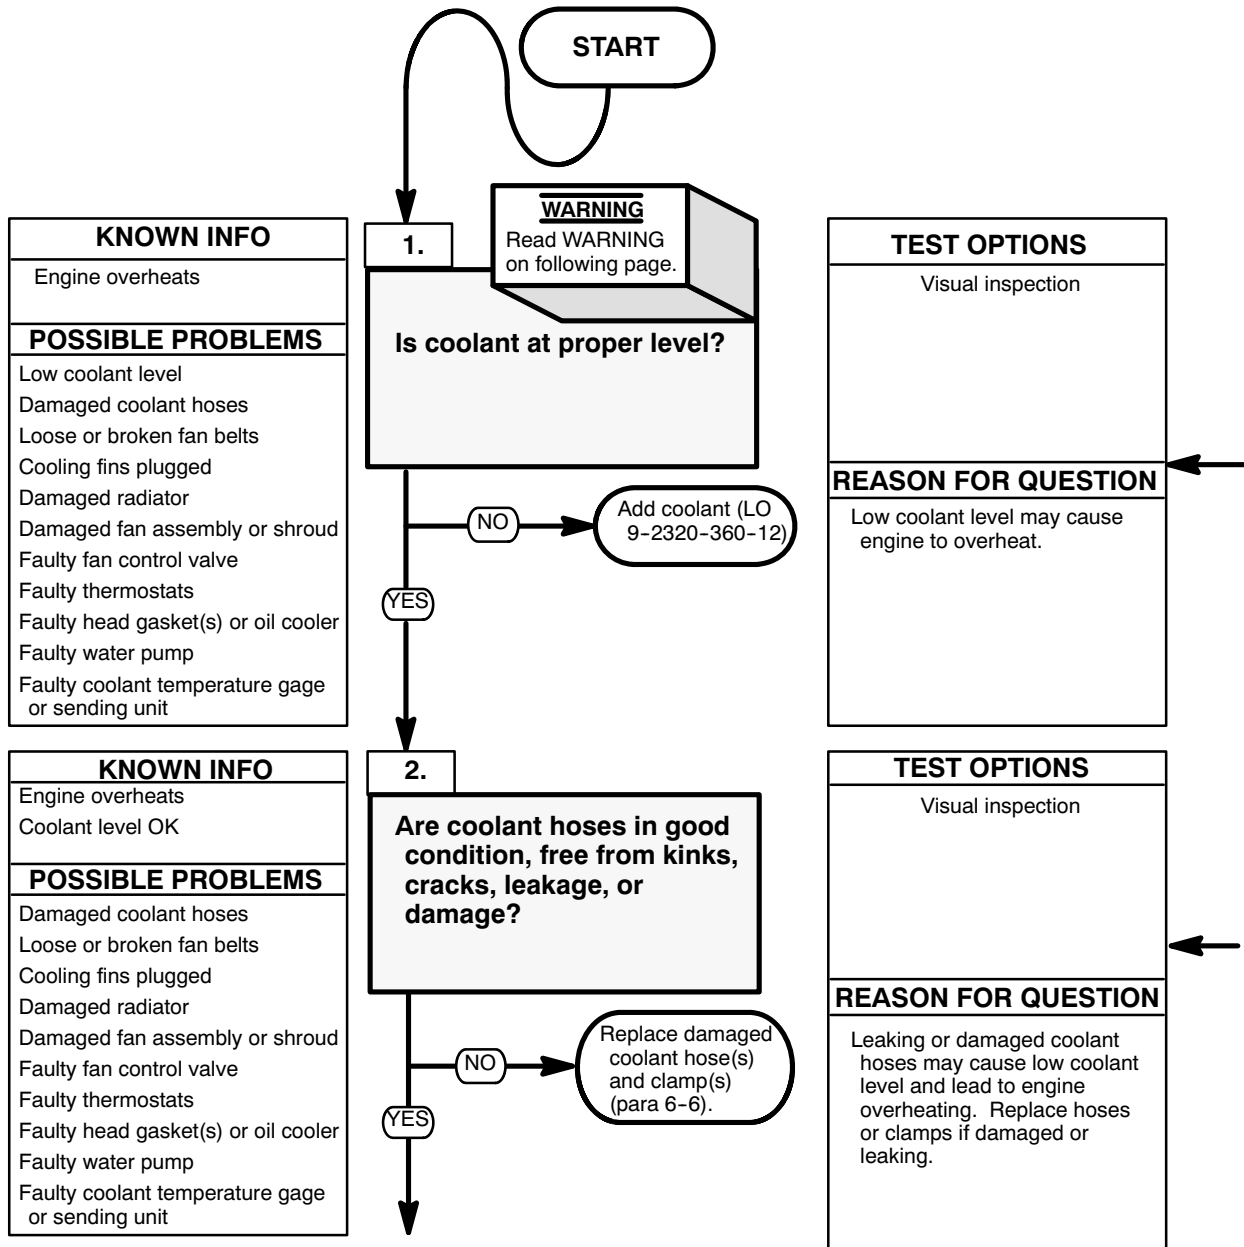 START
KNOWN INFO
Engine overheats
POSSIBLE PROBLEMS
Low coolant level
Damaged coolant hoses
Loose or broken fan belts
Cooling fins plugged
Damaged radiator
Damaged fan assembly or shroud
Faulty fan control valve
Faulty thermostats
Faulty head gasket(s) or oil cooler
Faulty water pump
Faulty coolant temperature gage
or sending unit
1.
WARNING
Read WARNING
on following page.
Is coolant at proper level?
NO
Add coolant (LO
9-2320-360-12)
YES
TEST OPTIONS
Visual inspection
REASON FOR QUESTION
Low coolant level may cause
engine to overheat.
KNOWN INFO
Engine overheats
Coolant level OK
POSSIBLE PROBLEMS
Damaged coolant hoses
Loose or broken fan belts
Cooling fins plugged
Damaged radiator
Damaged fan assembly or shroud
Faulty fan control valve
Faulty thermostats
Faulty head gasket(s) or oil cooler
Faulty water pump
Faulty coolant temperature gage
or sending unit
2.
Are coolant hoses in good
condition, free from kinks,
cracks, leakage, or
damage?
NO
Replace damaged
coolant hose(s)
and clamp(s)
(para 6-6).
YES
TEST OPTIONS
Visual inspection
REASON FOR QUESTION
Leaking or damaged coolant
hoses may cause low coolant
level and lead to engine
overheating. Replace hoses
or clamps if damaged or
leaking.